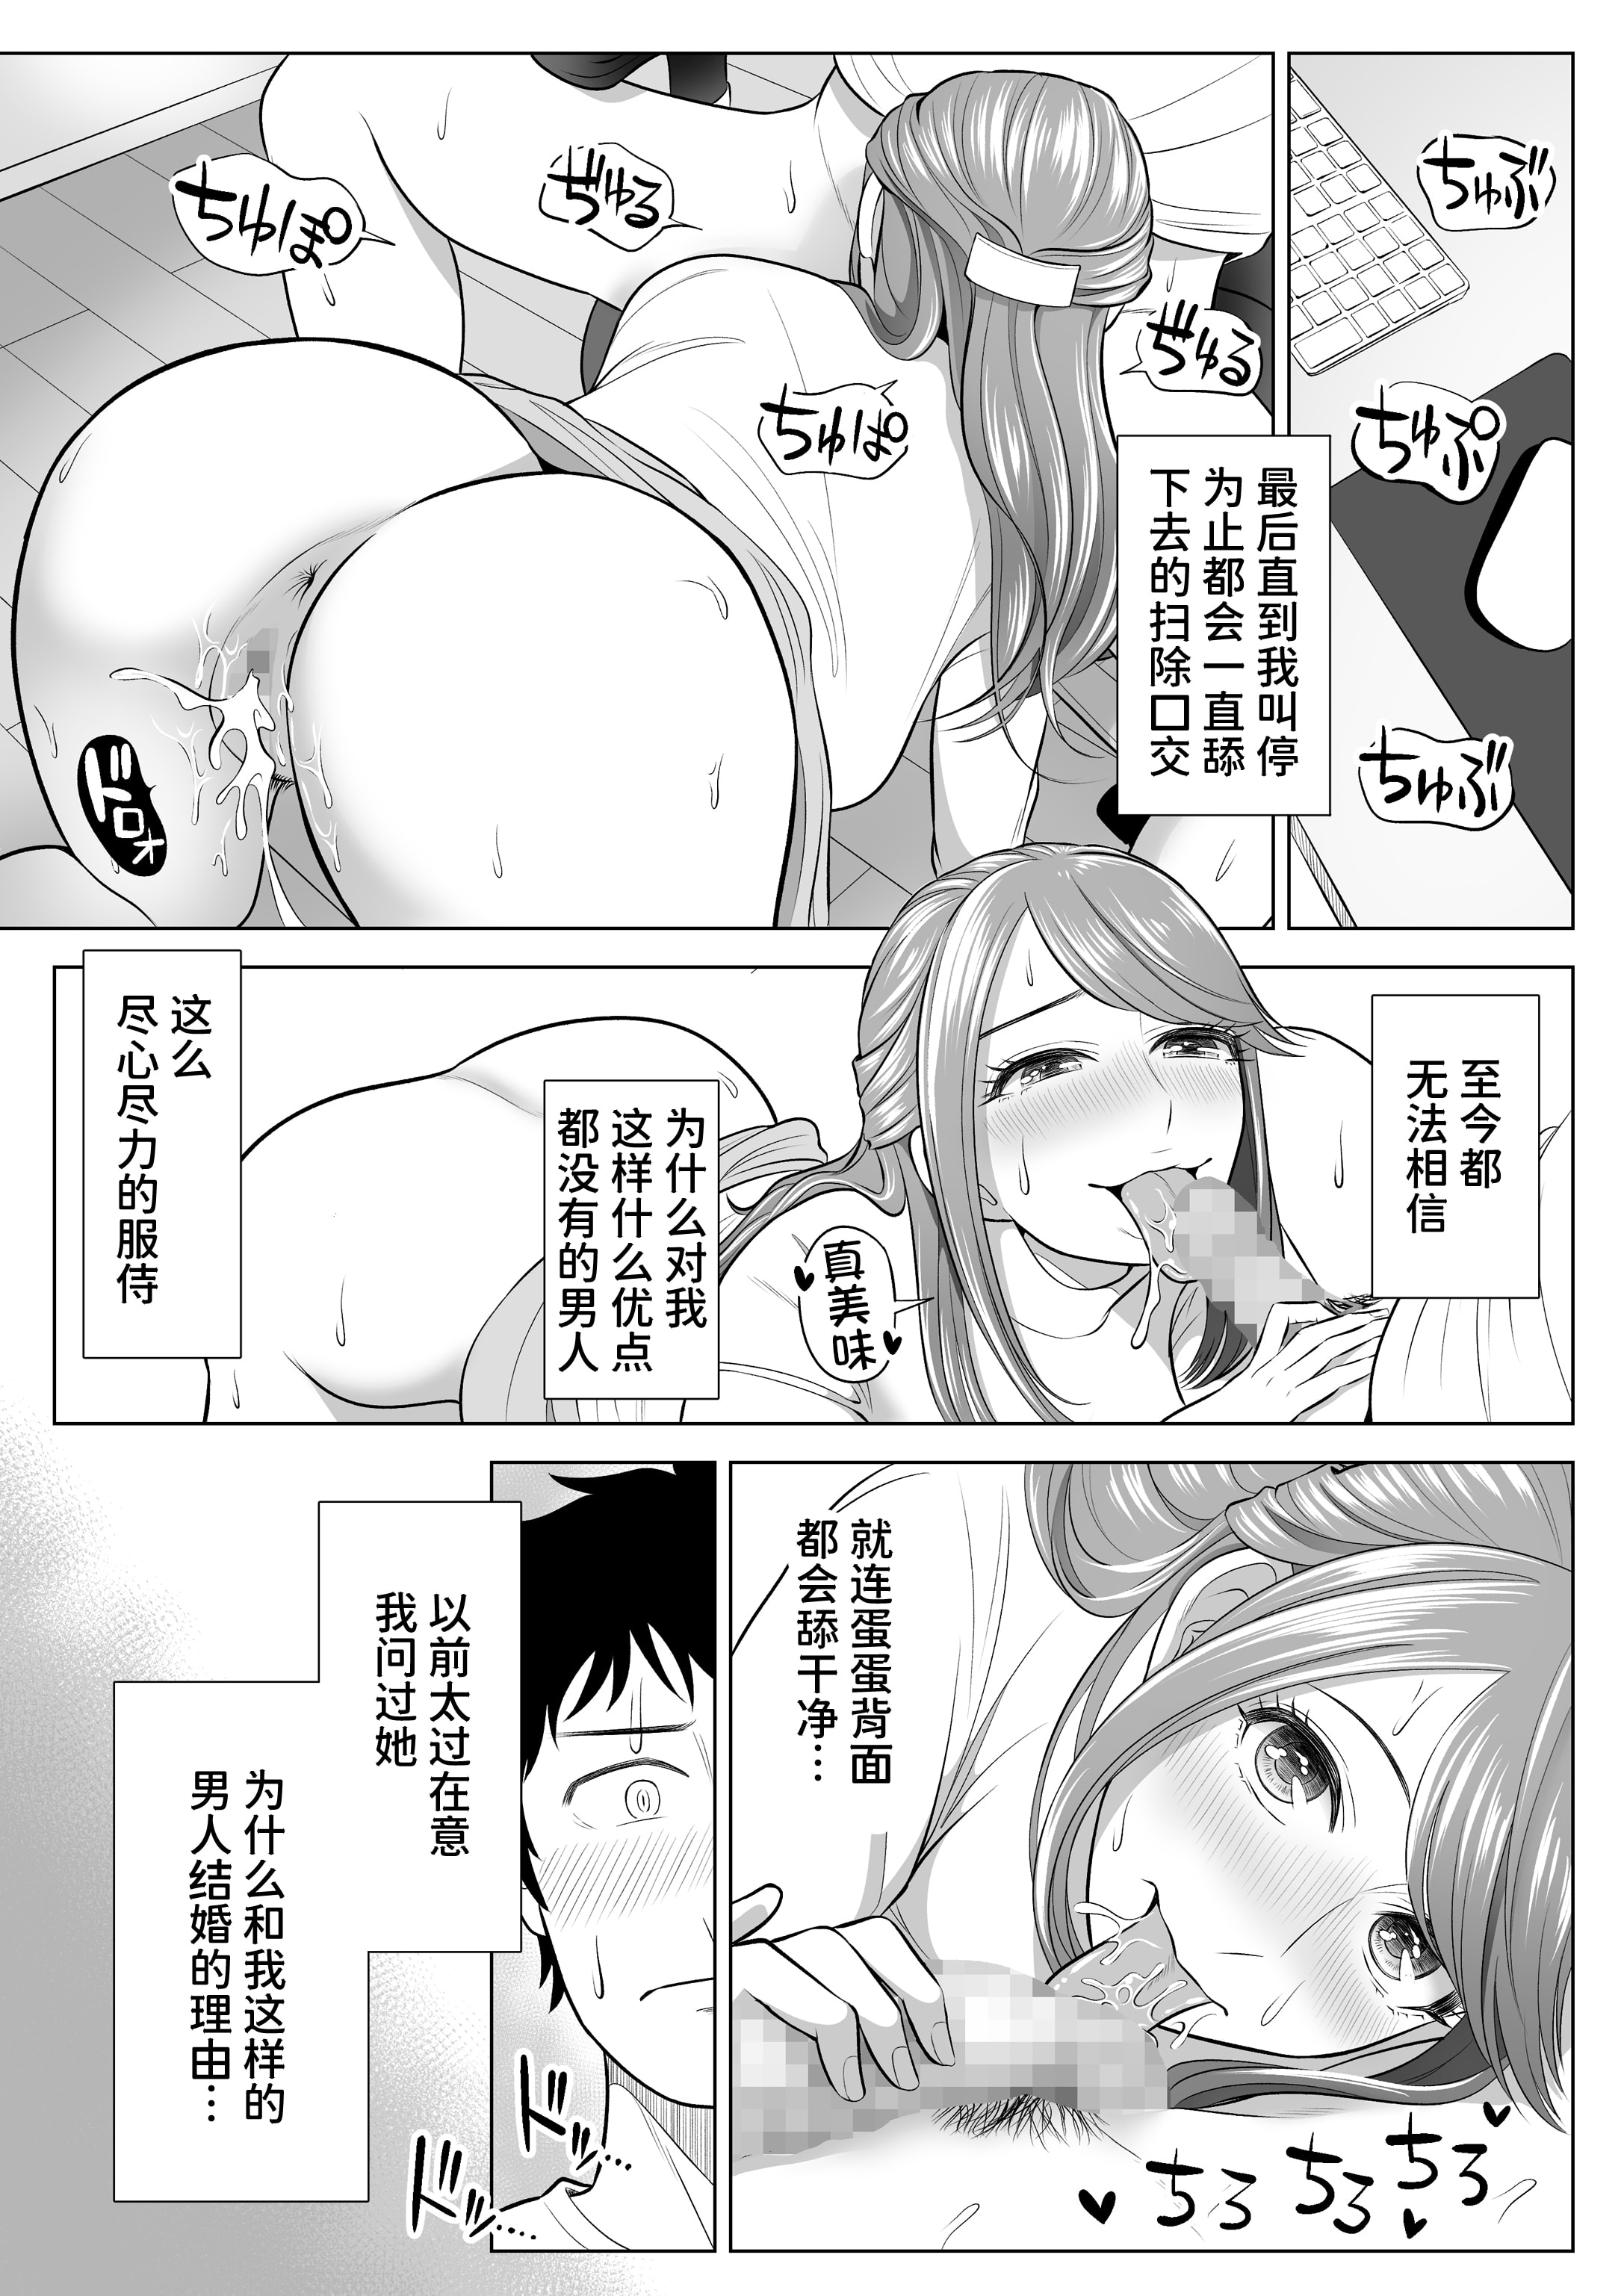 ちゅぶ
ちゅぷ
ちゅぶ
最后直到我叫停
为止都会一直舔
下去的扫除口交
ぢゅる
ちゅぱ
ぢゅる
ちゅぽ
ドロォ
至今都
无法相信
真美味
为什么对我
这样什么优点
都没有的男人
这么
尽心尽力的服侍
就连蛋蛋背面
都会舔干净…
ちろ
ちろ
ちろ
以前太过在意
我问过她
为什么和我这样的
男人结婚的理由…
ドッ…
ドッ…